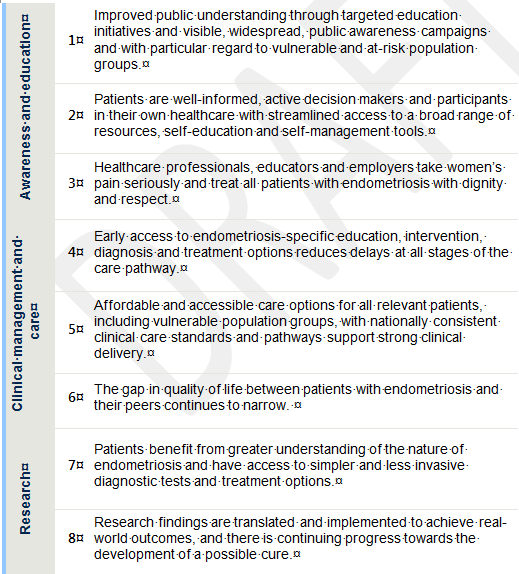 Awareness and education¤
1¤ Improved public understanding through targeted education
initiatives and visible, widespread, public awareness campaigns
and with particular regard to vulnerable and at-risk population
groups.¤
2¤ Patients are well-informed, active decision makers and participants
in their own healthcare with streamlined access to a broad range of
resources, self-education and self-management tools.¤
3¤ Healthcare professionals, educators and employers take women's
pain seriously and treat all patients with endometriosis with dignity
and respect.¤
Clinical management and
care¤
4¤ Early access to endometriosis-specific education, intervention,
diagnosis and treatment options reduces delays at all stages of the
care pathway.¤
5¤ Affordable and accessible care options for all relevant patients,
including vulnerable population groups, with nationally consistent
clinical care standards and pathways support strong clinical
delivery.¤
6¤ The gap in quality of life between patients with endometriosis and
their peers continues to narrow. ¤
Research¤
7¤ Patients benefit from greater understanding of the nature of
endometriosis and have access to simpler and less invasive
diagnostic tests and treatment options.¤
8¤ Research findings are translated and implemented to achieve real-
world outcomes, and there is continuing progress towards the
development of a possible cure.¤
DRAFT